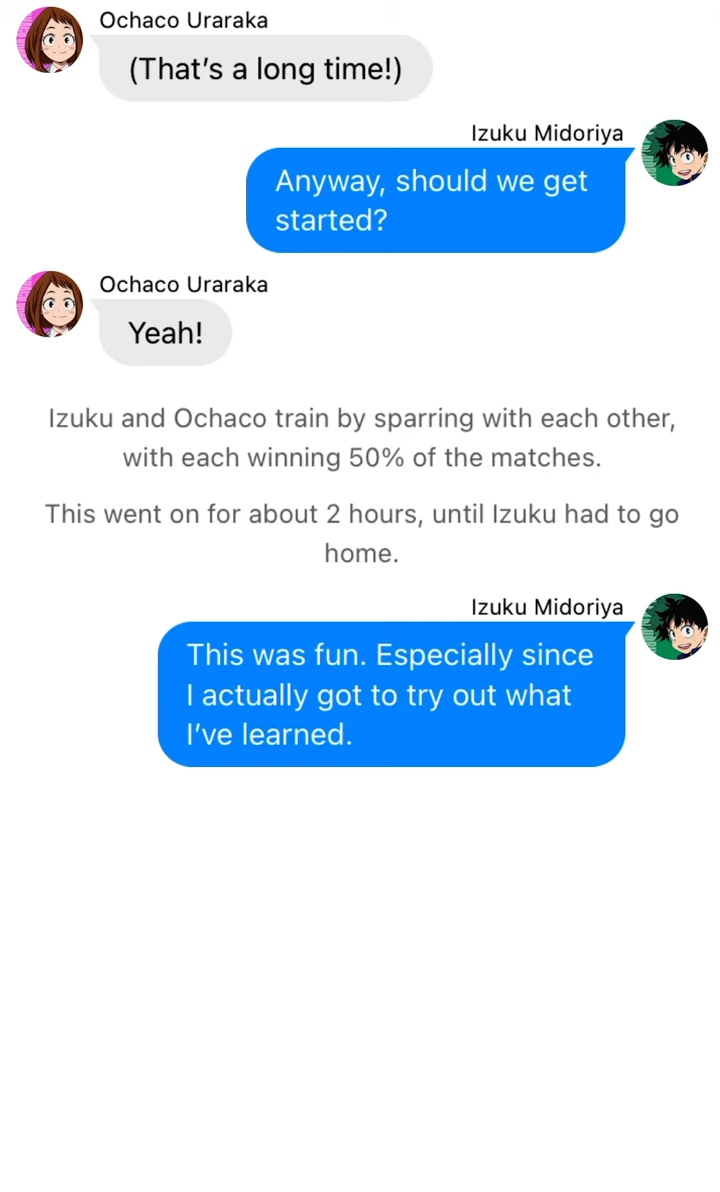 Ochaco Uraraka
(That’s a long time!)
Izuku Midoriya
Anyway, should we get
started?
Ochaco Uraraka
Yeah!
Izuku and Ochaco train by sparring with each other,
with each winning 50% of the matches.
This went on for about 2 hours, until Izuku had to go
home.
Izuku Midoriya
This was fun. Especially since
I actually got to try out what
I’ve learned.